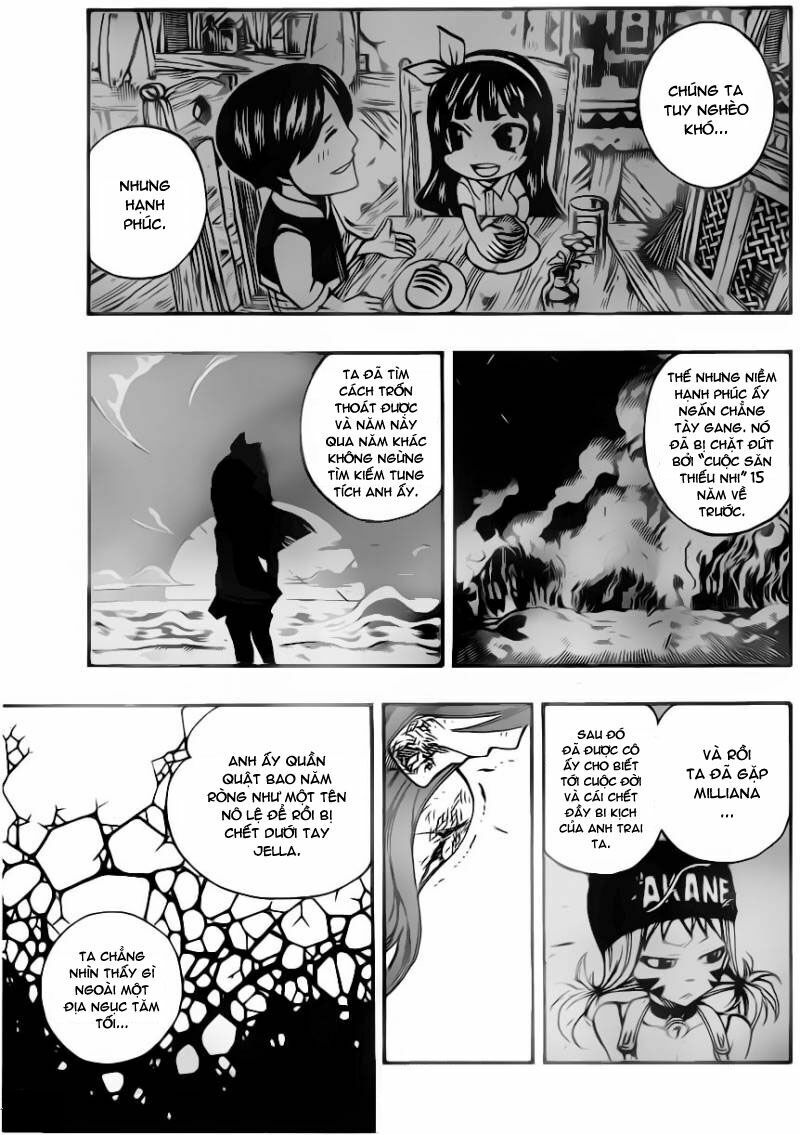 CHÚNG TA
TUY NGHÈO
KHÓ...
NHƯNG
HẠNH
PHÚC.
THẾ NHƯNG NIỀM
HẠNH PHÚC ẤY
NGẮN CHẲNG
TÀY GANG. NÓ
ĐÃ BỊ CHẶT ĐỨT
BỞI "CUỘC SĂN
THIẾU NHI" 15
NĂM VỀ
TRƯỚC.
TA ĐÃ TÌM
CÁCH TRỐN
THOÁT ĐƯỢC
VÀ NĂM NÀY
QUA NĂM KHÁC
KHÔNG NGỪNG
TÌM KIẾM TUNG
TÍCH ANH ẤY.
VÀ RỒI
TA ĐÃ GẶP
MILLIANA
...
SAU ĐÓ
ĐÃ ĐƯỢC CÔ
ẤY CHO BIẾT
TỚI CUỘC ĐỜI
VÀ CÁI CHẾT
ĐẦY BI KỊCH
CỦA ANH TRAI
TA.
AKANE
ANH ẤY QUẦN
QUẬT BAO NĂM
RÒNG NHƯ MỘT TÊN
NÔ LỆ ĐỂ RỒI BỊ
CHẾT DƯỚI TAY
JELLA.
TA CHẲNG
NHÌN THẤY GÌ
NGOÀI MỘT
ĐỊA NGỤC TĂM
TỐI...